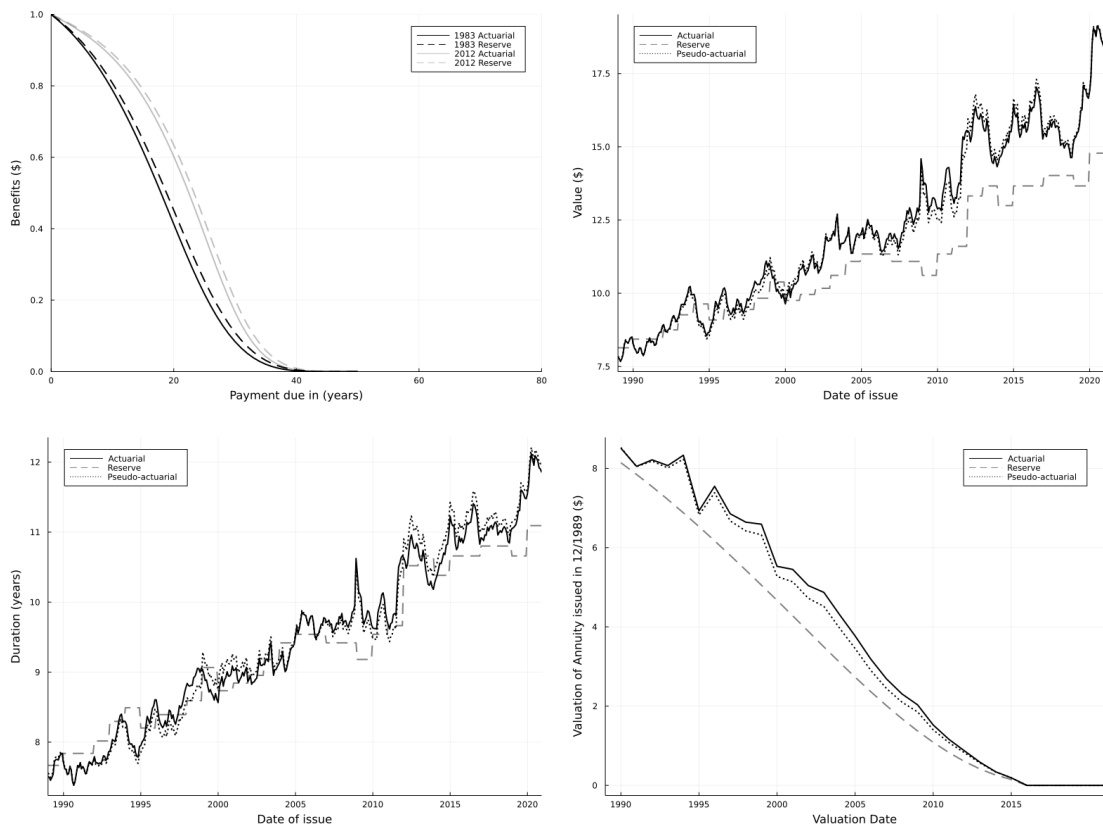 1.0
0.8
0.6
0.4
0.2
0.0
Benefits ($)
1983 Actuarial
1983 Reserve
2012 Actuarial
2012 Reserve
0 20 40 60 80
Payment due in (years)
17.5
15.0
12.5
10.0
7.5
Value ($)
Actuarial
Reserve
Pseudo-actuarial
1990 1995 2000 2005 2010 2015 2020
Date of issue
12
11
10
9
8
Duration (years)
Actuarial
Reserve
Pseudo-actuarial
1990 1995 2000 2005 2010 2015 2020
Date of issue
8
6
4
2
0
Valuation of Annuity issued in 12/1989 ($)
Actuarial
Reserve
Pseudo-actuarial
1990 1995 2000 2005 2010 2015
Valuation Date